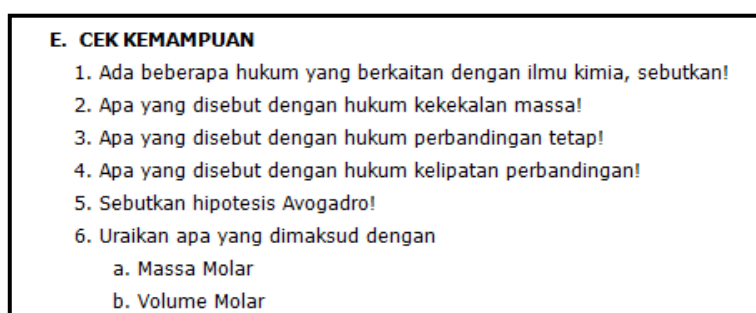 E. CEK KEMAMPUAN
1. Ada beberapa hukum yang berkaitan dengan ilmu kimia, sebutkan!
2. Apa yang disebut dengan hukum kekekalan massa!
3. Apa yang disebut dengan hukum perbandingan tetap!
4. Apa yang disebut dengan hukum kelipatan perbandingan!
5. Sebutkan hipotesis Avogadro!
6. Uraikan apa yang dimaksud dengan
a. Massa Molar
b. Volume Molar